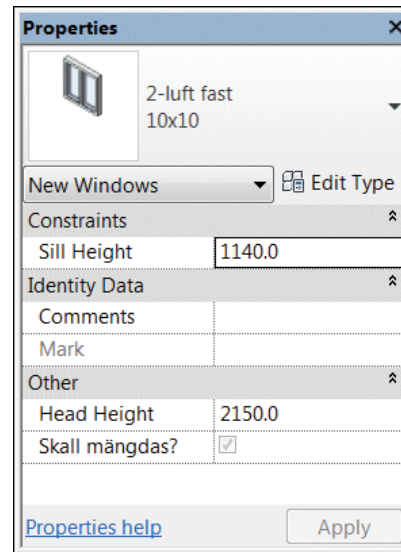 Properties
2-luft fast
10x10
New Windows Edit Type
Constraints
Sill Height 1140.0
Identity Data
Comments
Mark
Other
Head Height 2150.0
Skall mängdas?
Properties help Apply